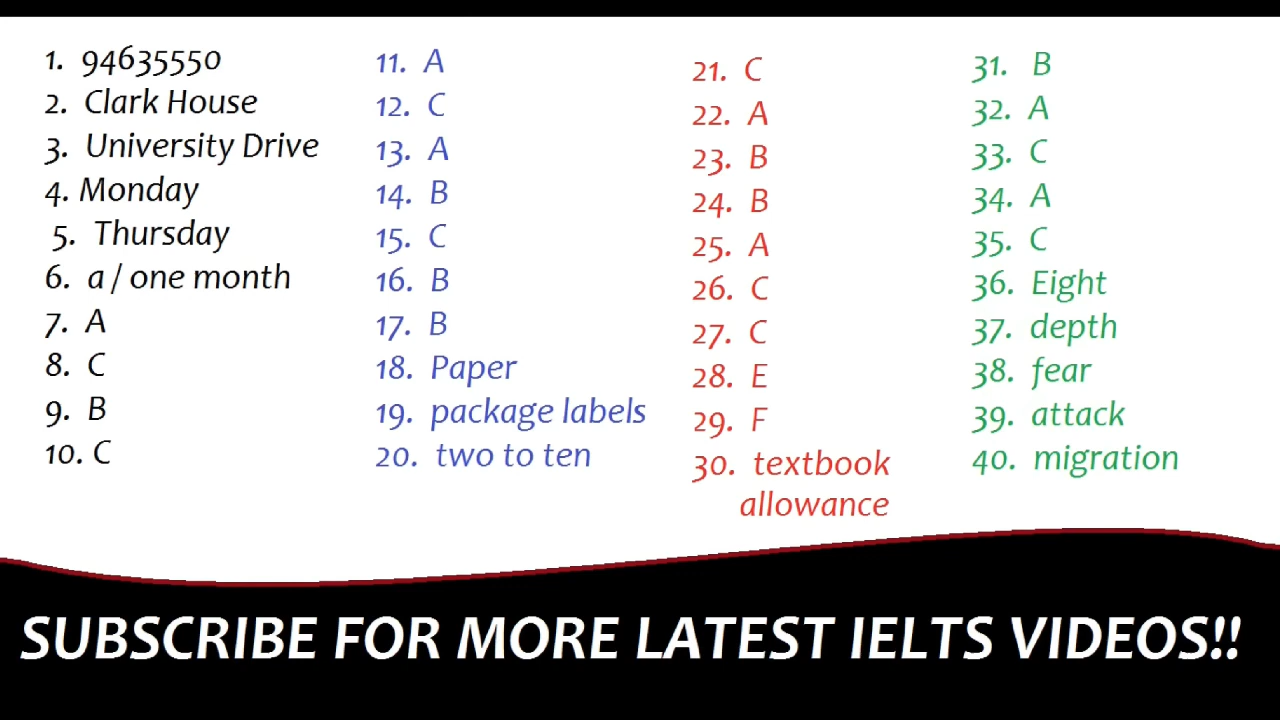 1. 94635550
2. Clark House
3. University Drive
4. Monday
5. Thursday
6. a / one month
7. A
8. C
9. B
10. C
11. A
12. C
13. A
14. B
15. C
16. B
17. B
18. Paper
19. package labels
20. two to ten
21. C
22. A
23. B
24. B
25. A
26. C
27. C
28. E
29. F
30. textbook
allowance
31. B
32. A
33. C
34. A
35. C
36. Eight
37. depth
38. fear
39. attack
40. migration
SUBSCRIBE FOR MORE LATEST IELTS VIDEOS!!